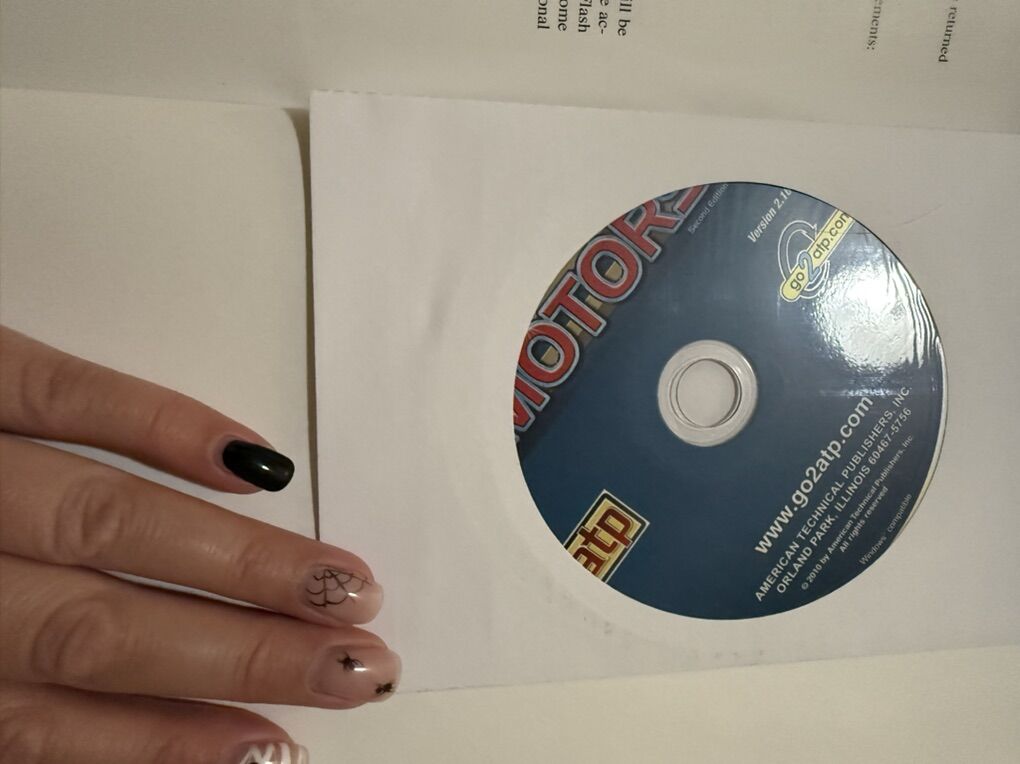 MOTORS
Second Edition
Version 2.1
go2atp.com
atp
www.go2atp.com
AMERICAN TECHNICAL PUBLISHERS, INC.
ORLAND PARK, ILLINOIS 60467-5756
© 2010 by American Technical Publishers, Inc.
All rights reserved
Windows® compatible
returned
ements:
ill be
e ac-
Flash
ome
onal